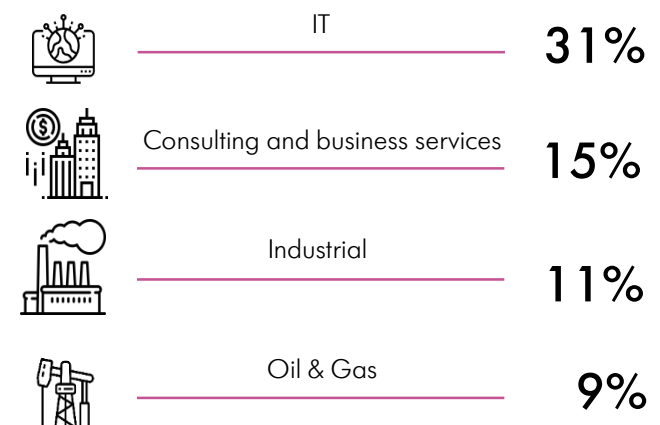 IT
31%
Consulting and business services
15%
Industrial
11%
Oil & Gas
9%